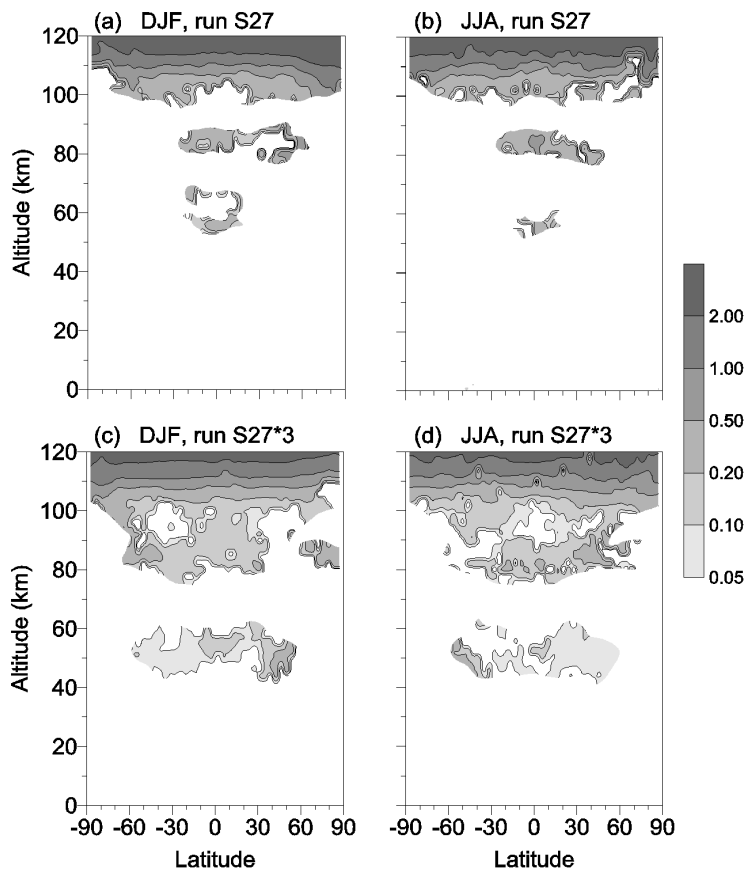 (a) DJF, run S27
(b) JJA, run S27
120
100
80
60
40
20
0
Altitude (km)
2.00
1.00
0.50
0.20
0.10
0.05
(c) DJF, run S27*3
(d) JJA, run S27*3
120
100
80
60
40
20
0
Altitude (km)
-90 -60 -30 0 30 60 90
-90 -60 -30 0 30 60 90
Latitude
Latitude